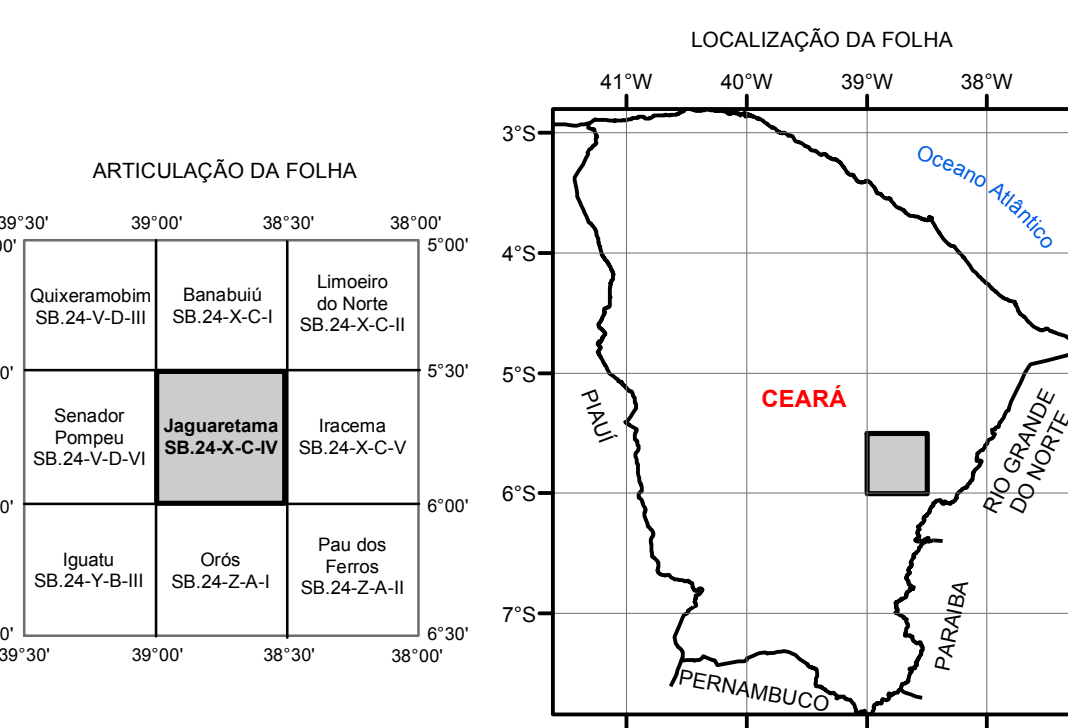 LOCALIZAÇÃO DA FOLHA
41°W 40°W 39°W 38°W
3°S
4°S
5°S
6°S
7°S
Oceano Atlântico
CEARÁ
PIAUÍ
RIO GRANDE
DO NORTE
PARAIBA
PERNAMBUCO
ARTICULAÇÃO DA FOLHA
39°30' 39°00' 38°30' 38°00'
5°00'
Quixeramobim
SB.24-V-D-III
Banabuiú
SB.24-X-C-I
Limoeiro
do Norte
SB.24-X-C-II
5°30'
Senador
Pompeu
SB.24-V-D-VI
Jaguaretama
SB.24-X-C-IV
Iracema
SB.24-X-C-V
6°00'
Iguatu
SB.24-Y-B-III
Orós
SB.24-Z-A-I
Pau dos
Ferros
SB.24-Z-A-II
6°30'
39°30' 39°00' 38°30' 38°00'